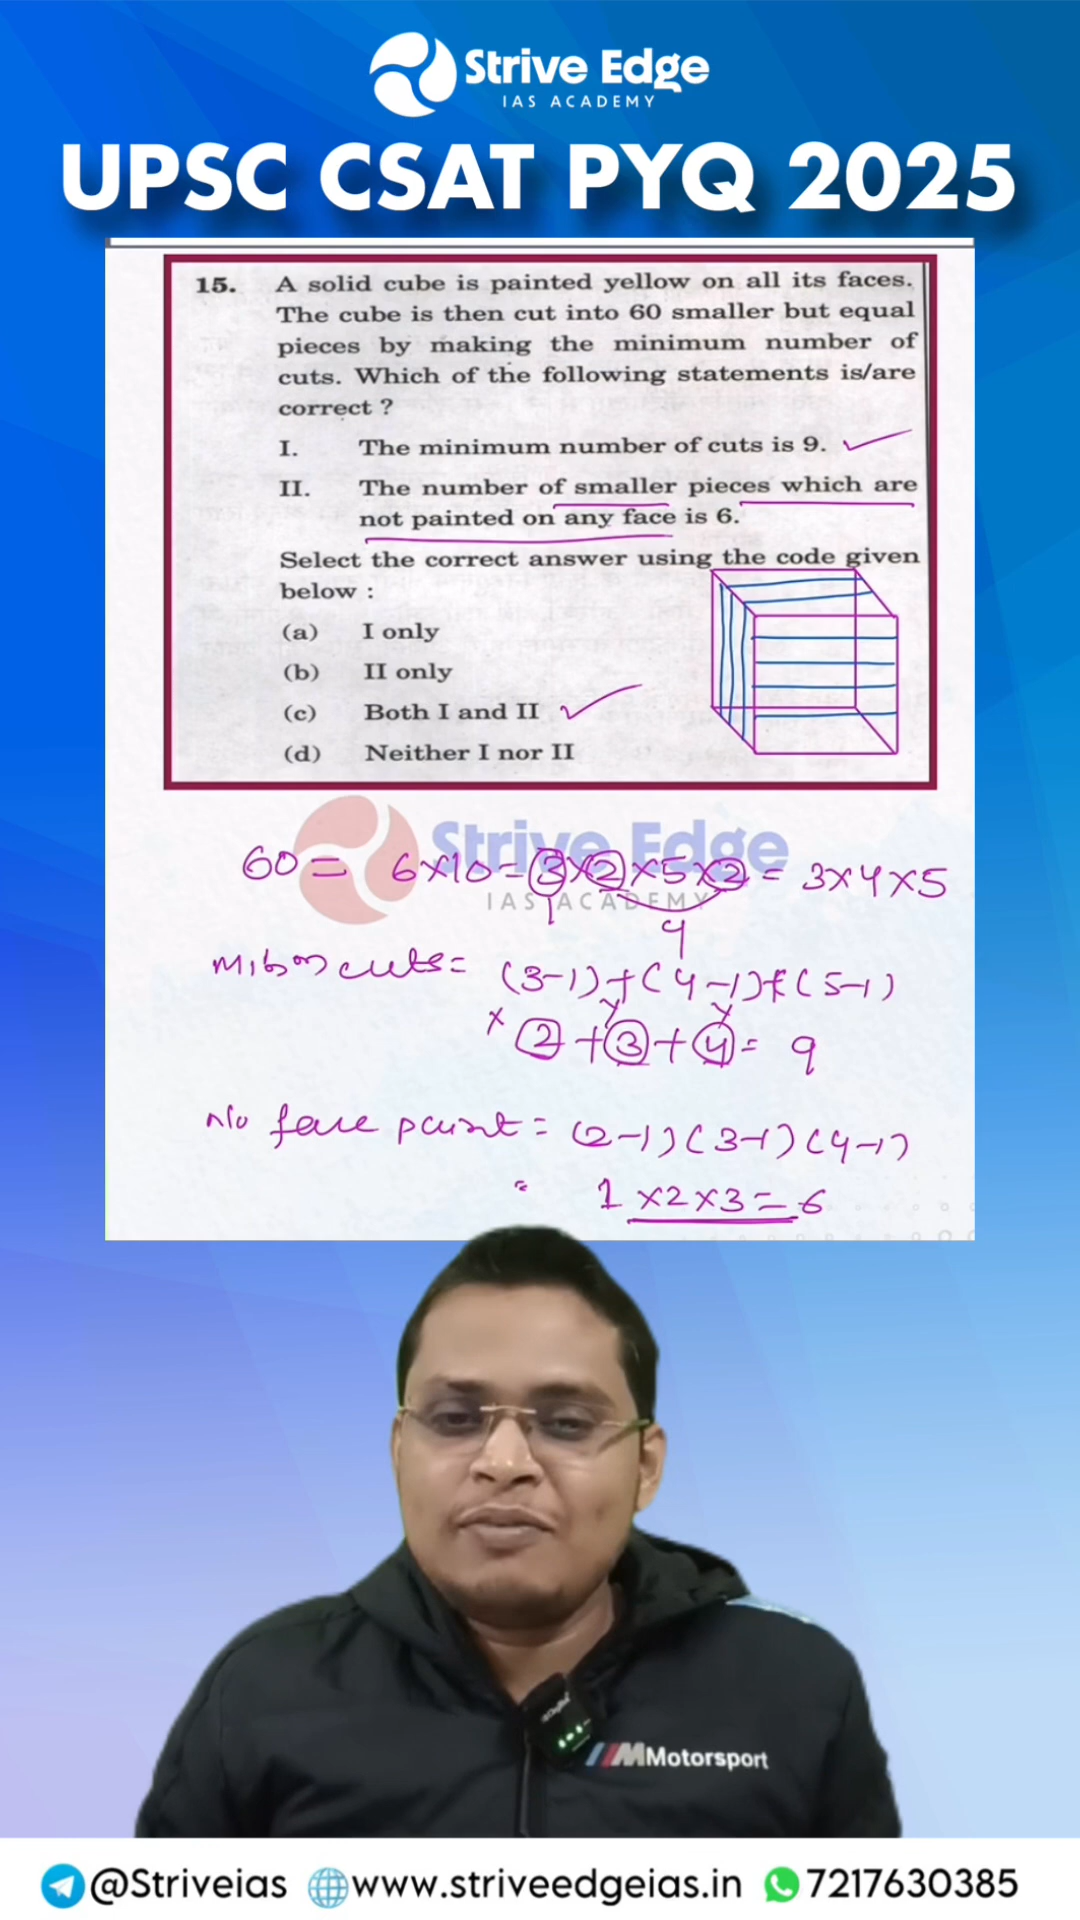 Strive Edge
IAS ACADEMY
UPSC CSAT PYQ 2025
15. A solid cube is painted yellow on all its faces.
The cube is then cut into 60 smaller but equal
pieces by making the minimum number of
cuts. Which of the following statements is/are
correct ?
I. The minimum number of cuts is 9.
II. The number of smaller pieces which are
not painted on any face is 6.
Select the correct answer using the code given
below :
(a) I only
(b) II only
(c) Both I and II
(d) Neither I nor II
Strive Edge
IAS ACADEMY
60 = 6×10 = 3×2×5×2 = 3×4×5
4
cuts = (3-1)+(4-1)+(5-1)
2+3+4= 9
face paint = (2-1)(3-1)(4-1)
= 1×2×3=6
MMotorsport
@Striveias www.striveedgeias.in 7217630385